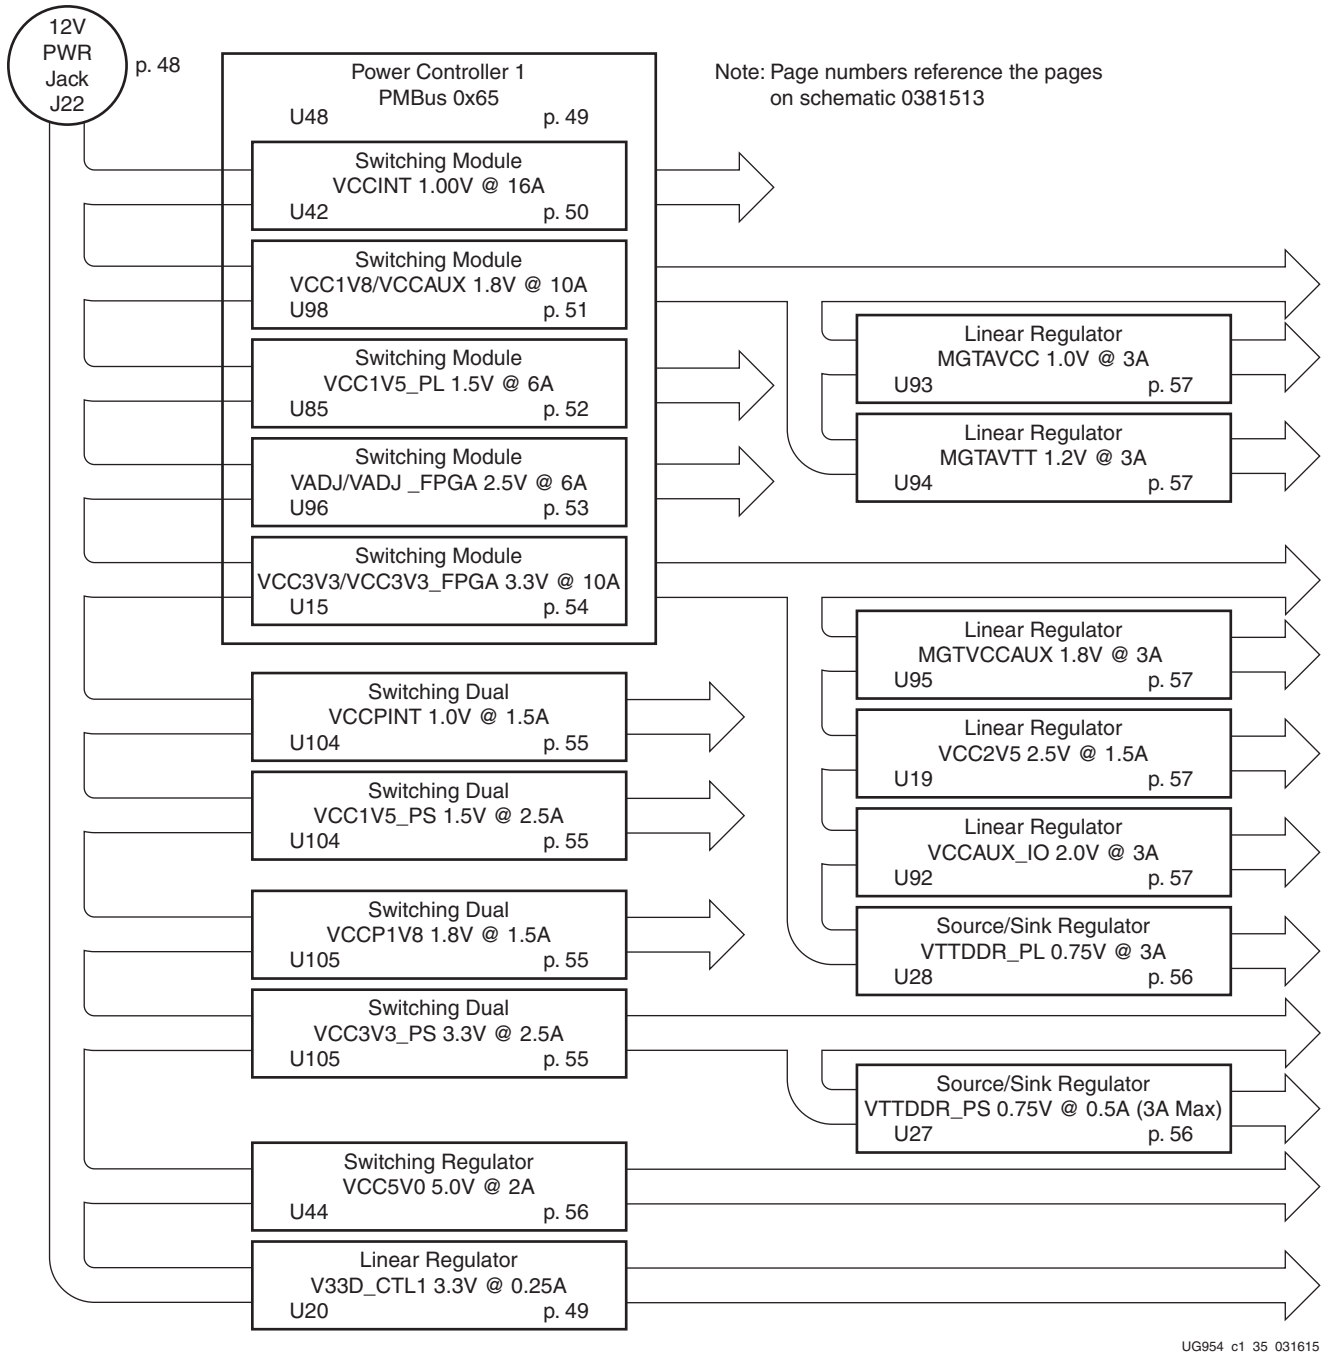 12V
PWR
Jack
J22
p. 48
Note: Page numbers reference the pages
on schematic 0381513
Power Controller 1
PMBus 0x65
U48 p. 49
Switching Module
VCCINT 1.00V @ 16A
U42 p. 50
Switching Module
VCC1V8/VCCAUX 1.8V @ 10A
U98 p. 51
Switching Module
VCC1V5_PL 1.5V @ 6A
U85 p. 52
Switching Module
VADJ/VADJ _FPGA 2.5V @ 6A
U96 p. 53
Switching Module
VCC3V3/VCC3V3_FPGA 3.3V @ 10A
U15 p. 54
Switching Dual
VCCPINT 1.0V @ 1.5A
U104 p. 55
Switching Dual
VCC1V5_PS 1.5V @ 2.5A
U104 p. 55
Switching Dual
VCCP1V8 1.8V @ 1.5A
U105 p. 55
Switching Dual
VCC3V3_PS 3.3V @ 2.5A
U105 p. 55
Switching Regulator
VCC5V0 5.0V @ 2A
U44 p. 56
Linear Regulator
V33D_CTL1 3.3V @ 0.25A
U20 p. 49
Linear Regulator
MGTAVCC 1.0V @ 3A
U93 p. 57
Linear Regulator
MGTAVTT 1.2V @ 3A
U94 p. 57
Linear Regulator
MGTVCCAUX 1.8V @ 3A
U95 p. 57
Linear Regulator
VCC2V5 2.5V @ 1.5A
U19 p. 57
Linear Regulator
VCCAUX_IO 2.0V @ 3A
U92 p. 57
Source/Sink Regulator
VTTDDR_PL 0.75V @ 3A
U28 p. 56
Source/Sink Regulator
VTTDDR_PS 0.75V @ 0.5A (3A Max)
U27 p. 56
UG954_c1_35_031615